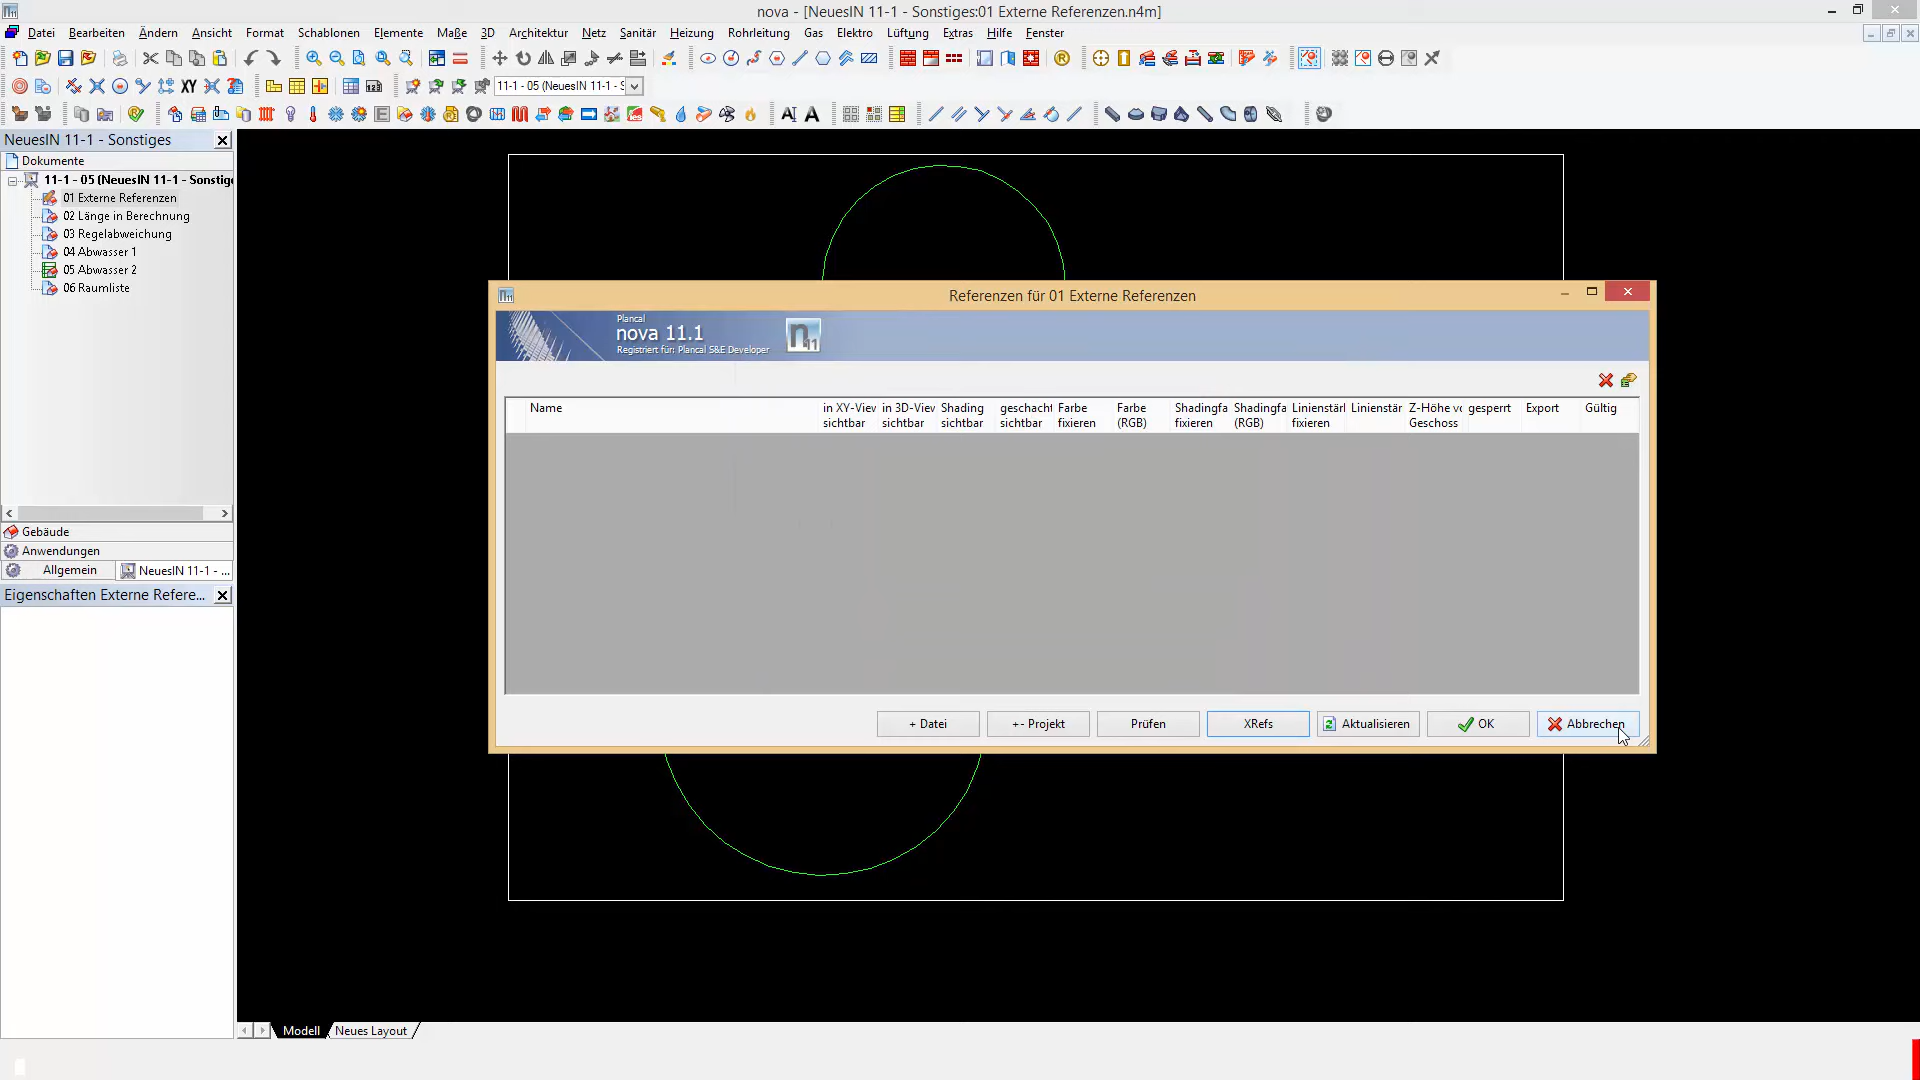 nova - [NeuesIN 11-1 - Sonstiges:01 Externe Referenzen.n4m]
Datei Bearbeiten Ändern Ansicht Format Schablonen Elemente Maße 3D Architektur Netz Sanitär Heizung Rohrleitung Gas Elektro Lüftung Extras Hilfe Fenster
XY 11-1 - 05 (NeuesIN 11-1 - S
NeuesIN 11-1 - Sonstiges
Dokumente
11-1 - 05 (NeuesIN 11-1 - Sonstige
01 Externe Referenzen
02 Länge in Berechnung
03 Regelabweichung
04 Abwasser 1
05 Abwasser 2
06 Raumliste
Gebäude
Anwendungen
Allgemein NeuesIN 11-1 - ...
Eigenschaften Externe Refere...
Referenzen für 01 Externe Referenzen
Plancal
nova 11.1
Registriert für: Plancal S&E Developer
n11
Name in XY-View in 3D-View Shading geschacht Farbe Farbe Shadingfa Shadingfa Linienstärk Linienstär Z-Höhe vo gesperrt Export Gültig
sichtbar sichtbar sichtbar sichtbar fixieren (RGB) fixieren (RGB) fixieren Geschoss
+ Datei +- Projekt Prüfen XRefs Aktualisieren OK Abbrechen
Modell Neues Layout